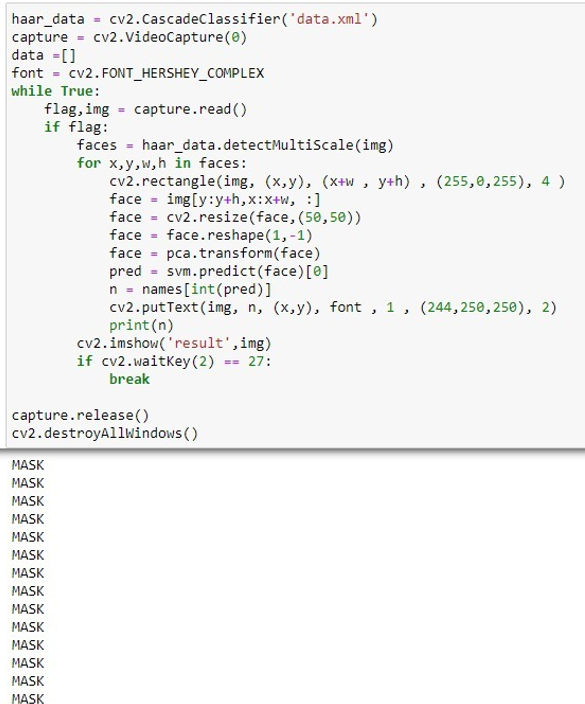 haar_data = cv2.CascadeClassifier('data.xml')
capture = cv2.VideoCapture(0)
data =[]
font = cv2.FONT_HERSHEY_COMPLEX
while True:
    flag,img = capture.read()
    if flag:
        faces = haar_data.detectMultiScale(img)
        for x,y,w,h in faces:
            cv2.rectangle(img, (x,y), (x+w , y+h) , (255,0,255), 4 )
            face = img[y:y+h,x:x+w, :]
            face = cv2.resize(face,(50,50))
            face = face.reshape(1,-1)
            face = pca.transform(face)
            pred = svm.predict(face)[0]
            n = names[int(pred)]
            cv2.putText(img, n, (x,y), font , 1 , (244,250,250), 2)
            print(n)
        cv2.imshow('result',img)
        if cv2.waitKey(2) == 27:
            break

capture.release()
cv2.destroyAllWindows()
MASK
MASK
MASK
MASK
MASK
MASK
MASK
MASK
MASK
MASK
MASK
MASK
MASK
MASK